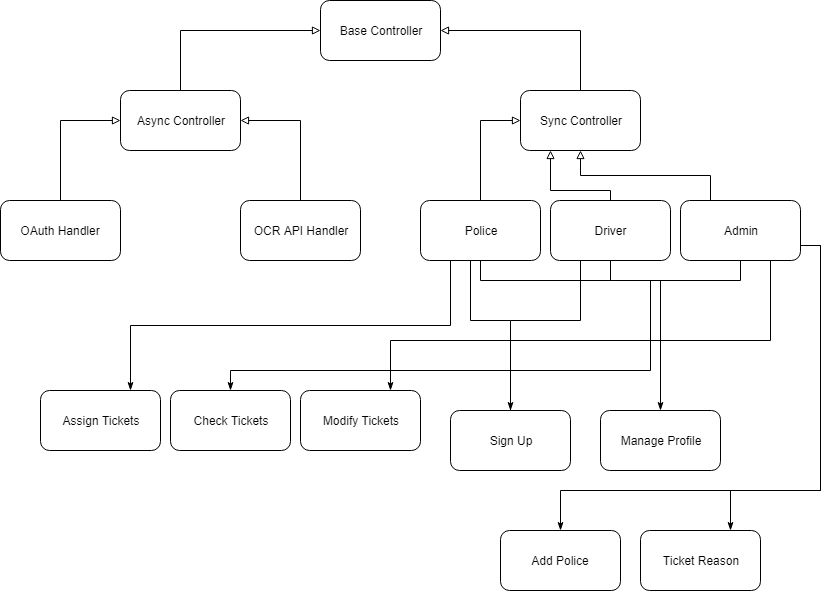 Base Controller
Async Controller
Sync Controller
OAuth Handler
OCR API Handler
Police
Driver
Admin
Assign Tickets
Check Tickets
Modify Tickets
Sign Up
Manage Profile
Add Police
Ticket Reason